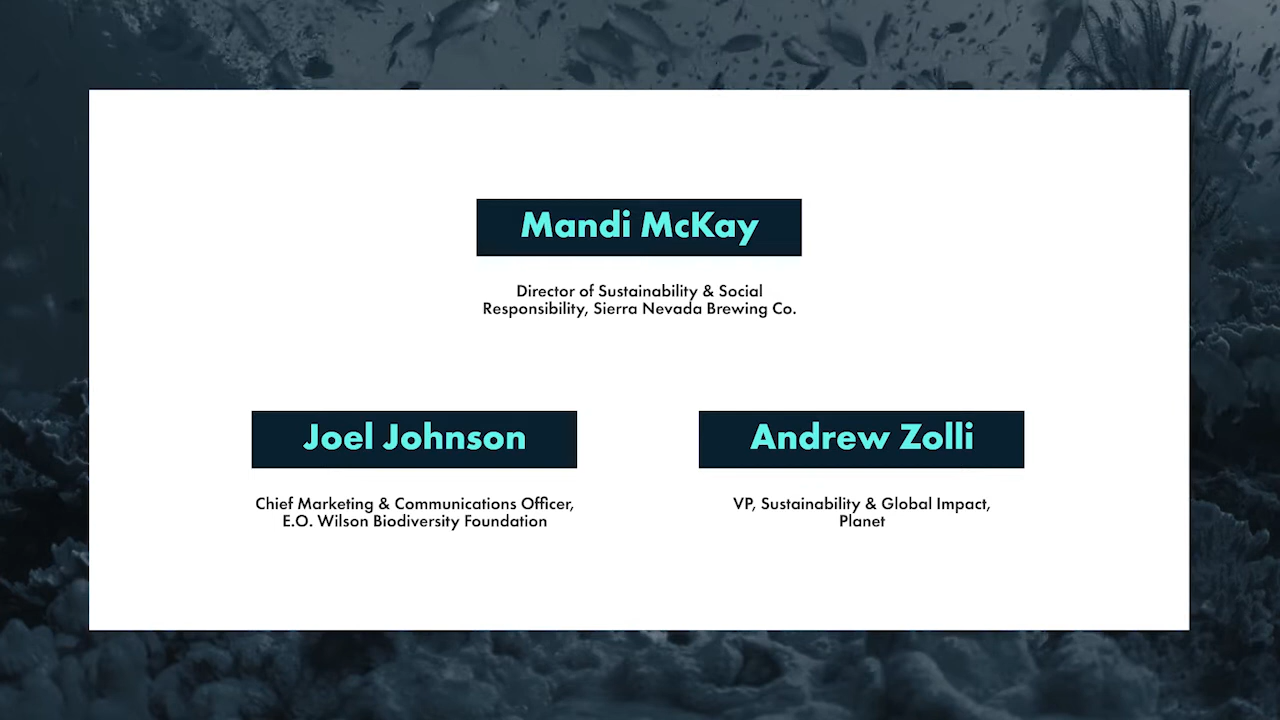 Mandi McKay
Director of Sustainability & Social
Responsibility, Sierra Nevada Brewing Co.
Joel Johnson
Chief Marketing & Communications Officer,
E.O. Wilson Biodiversity Foundation
Andrew Zolli
VP, Sustainability & Global Impact,
Planet